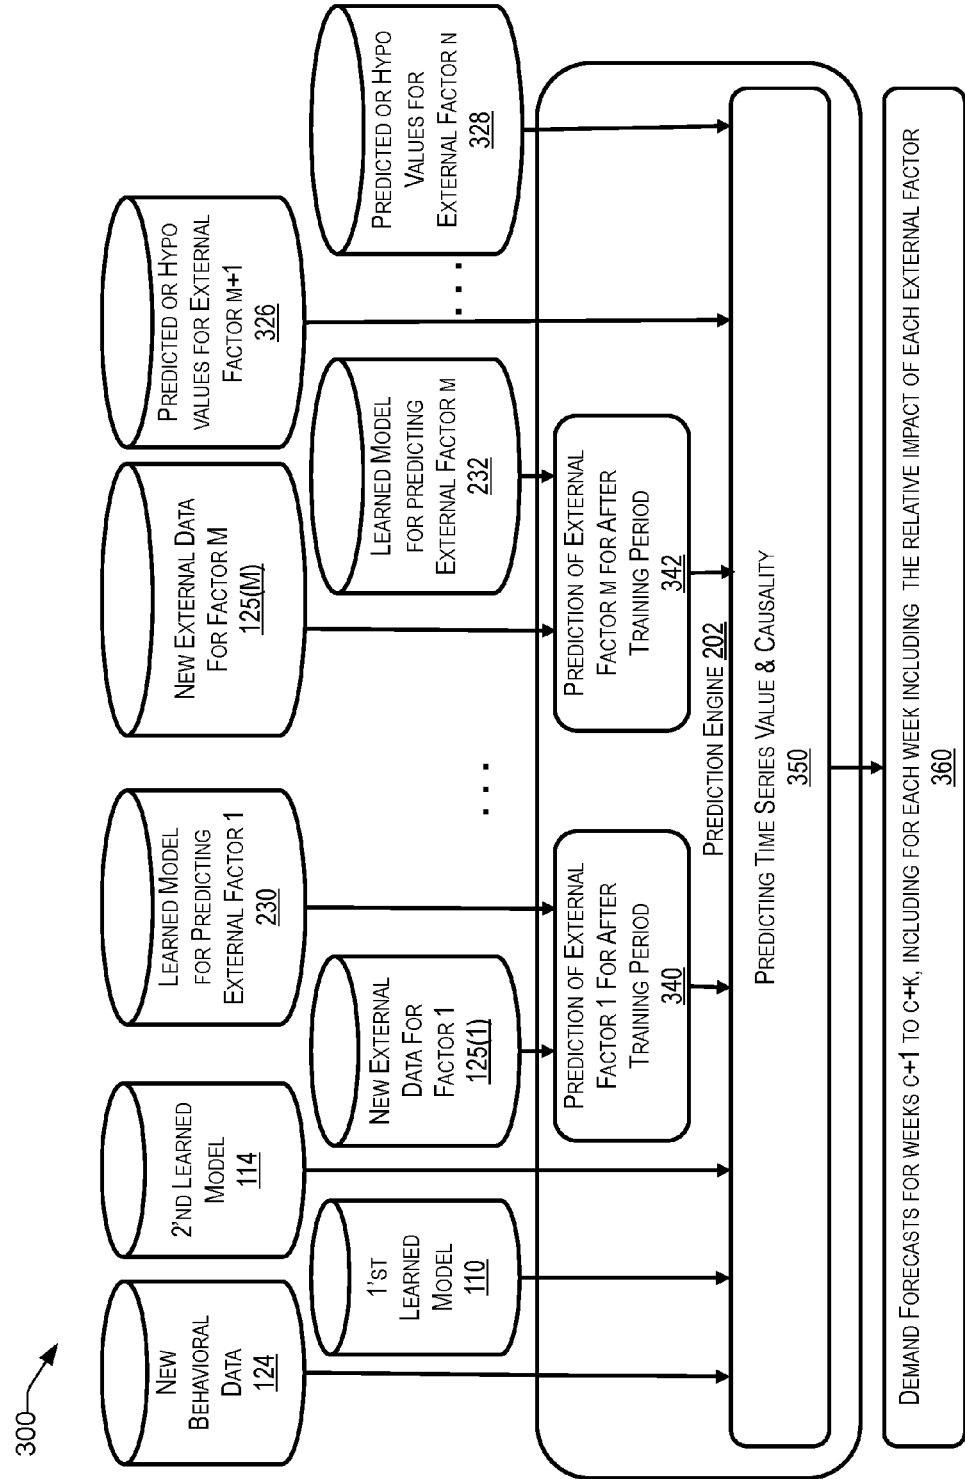 300
NEW
BEHAVIORAL
DATA
124
2'ND LEARNED
MODEL
114
LEARNED MODEL
FOR PREDICTING
EXTERNAL FACTOR 1
230
NEW EXTERNAL DATA
FOR FACTOR M
125(M)
PREDICTED OR HYPO
VALUES FOR EXTERNAL
FACTOR M+1
326
1'ST
LEARNED
MODEL
110
NEW EXTERNAL
DATA FOR
FACTOR 1
125(1)
...
LEARNED MODEL
FOR PREDICTING
EXTERNAL FACTOR M
232
...
PREDICTED OR HYPO
VALUES FOR
EXTERNAL FACTOR N
328
PREDICTION OF EXTERNAL
FACTOR 1 FOR AFTER
TRAINING PERIOD
340
PREDICTION OF EXTERNAL
FACTOR M FOR AFTER
TRAINING PERIOD
342
PREDICTION ENGINE 202
PREDICTING TIME SERIES VALUE & CAUSALITY
350
DEMAND FORECASTS FOR WEEKS C+1 TO C+K, INCLUDING FOR EACH WEEK INCLUDING THE RELATIVE IMPACT OF EACH EXTERNAL FACTOR
360